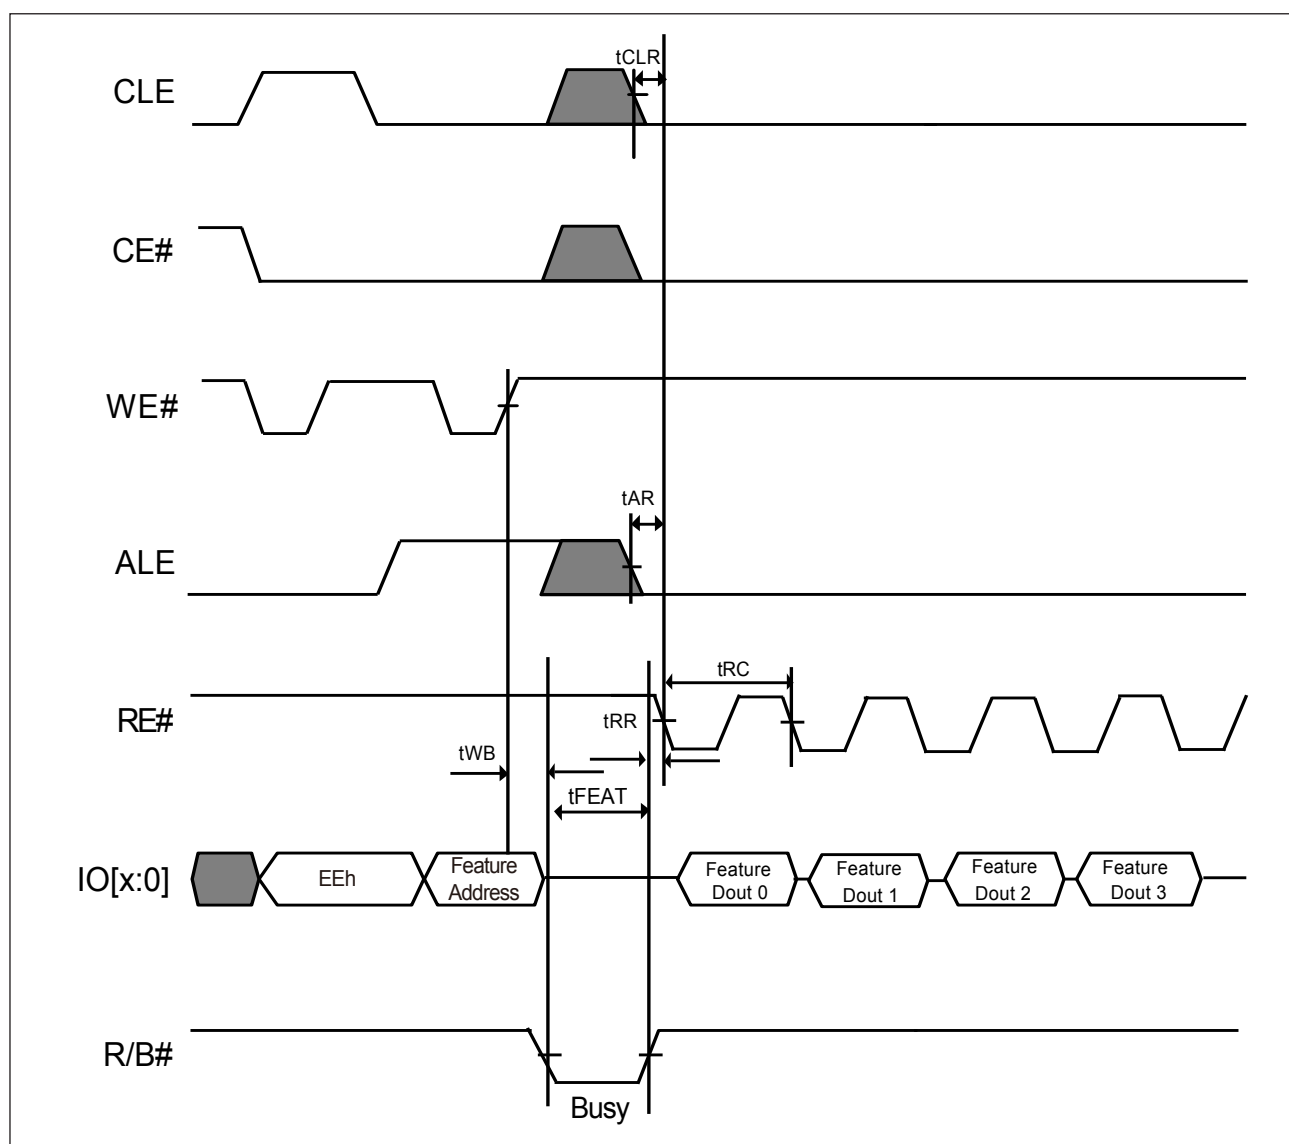 tCLR
CLE
CE#
WE#
tAR
ALE
tRC
RE#
tRR
tWB
tFEAT
IO[x:0]
EEh
Feature
Address
Feature
Dout 0
Feature
Dout 1
Feature
Dout 2
Feature
Dout 3
R/B#
Busy